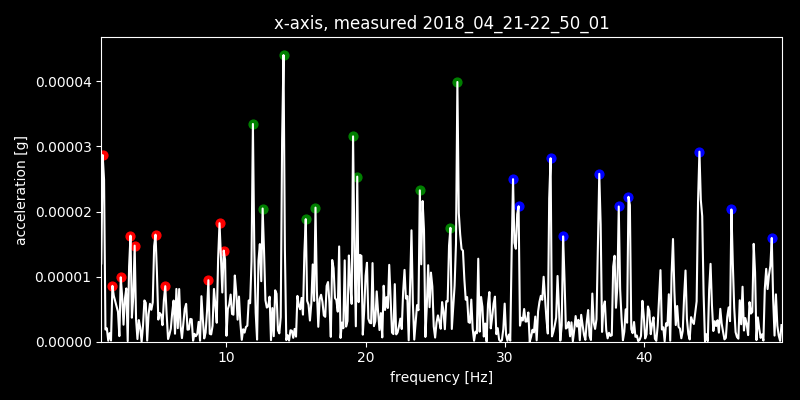 x-axis, measured 2018_04_21-22_50_01
acceleration [g]
0.00004
0.00003
0.00002
0.00001
0.00000
10 20 30 40
frequency [Hz]